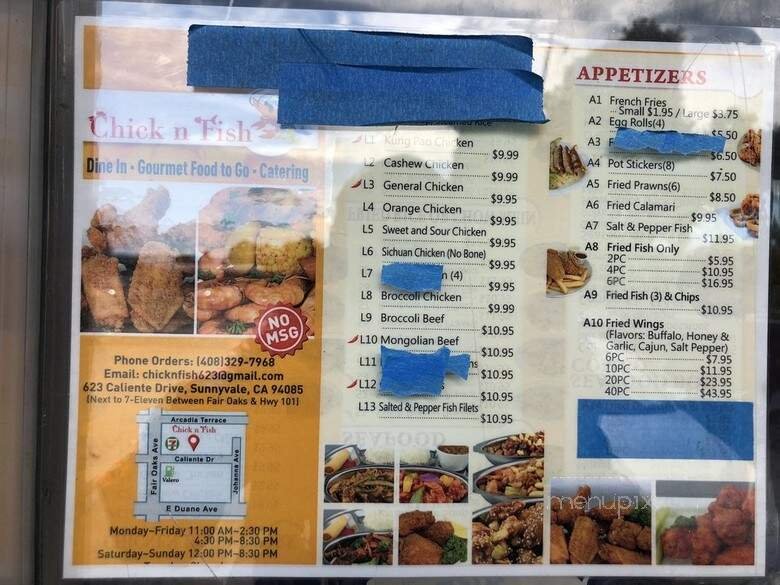 Chick n Fish
Dine In • Gourmet Food to Go • Catering
NO
MSG
Phone Orders: (408)329-7968
Email: chicknfish623@gmail.com
623 Caliente Drive, Sunnyvale, CA 94085
(Next to 7-Eleven Between Fair Oaks & Hwy 101)
Arcadia Terrace
Chick n Fish
7
Caliente Dr
Valero
Fair Oaks Ave
Johanna Ave
E Duane Ave
Monday-Friday 11:00 AM-2:30 PM
4:30 PM-8:30 PM
Saturday-Sunday 12:00 PM-8:30 PM
L1 Kung Pao Chicken
$9.99
L2 Cashew Chicken
$9.99
L3 General Chicken
$9.95
L4 Orange Chicken
$9.95
L5 Sweet and Sour Chicken
$9.95
L6 Sichuan Chicken (No Bone)
$9.95
L7 (4)
$9.95
L8 Broccoli Chicken
$9.99
L9 Broccoli Beef
$10.95
L10 Mongolian Beef
$10.95
L11
$10.95
L12
$10.95
L13 Salted & Pepper Fish Filets
$10.95
SEAFOOD
APPETIZERS
A1 French Fries
Small $1.95 / Large $3.75
A2 Egg Rolls(4)
$5.50
A3 F
$6.50
A4 Pot Stickers(8)
$7.50
A5 Fried Prawns(6)
$8.50
A6 Fried Calamari
$9.95
A7 Salt & Pepper Fish
$11.95
A8 Fried Fish Only
2PC $5.95
4PC $10.95
6PC $16.95
A9 Fried Fish (3) & Chips
$10.95
A10 Fried Wings
(Flavors: Buffalo, Honey &
Garlic, Cajun, Salt Pepper)
6PC $7.95
10PC $11.95
20PC $23.95
40PC $43.95
menupix